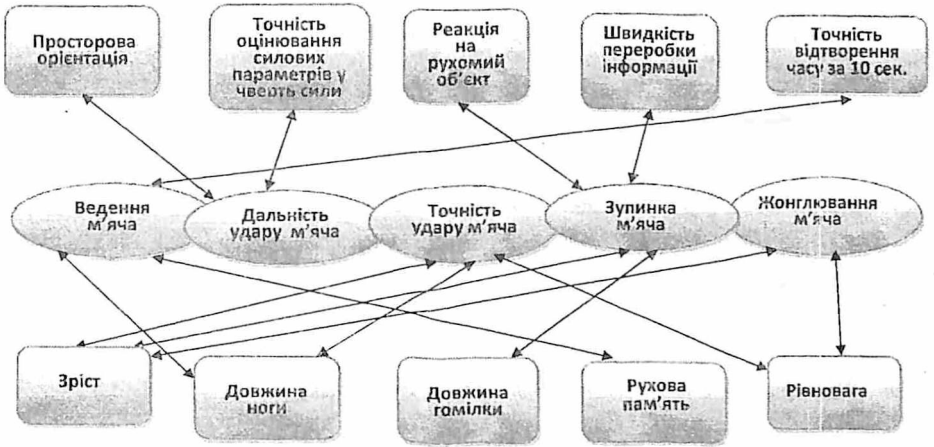 Просторова
орієнтація
Точність
оцінювання
силових
параметрів у
чверть сили
Реакція
на
рухомий
об'єкт
Швидкість
переробки
інформації
Точність
відтворення
часу за 10 сек.
Ведення
м'яча
Дальність
удару м'яча
Точність
удару м'яча
Зупинка
м'яча
Жонглювання
м'яча
Зріст
Довжина
ноги
Довжина
гомілки
Рухова
пам'ять
Рівновага